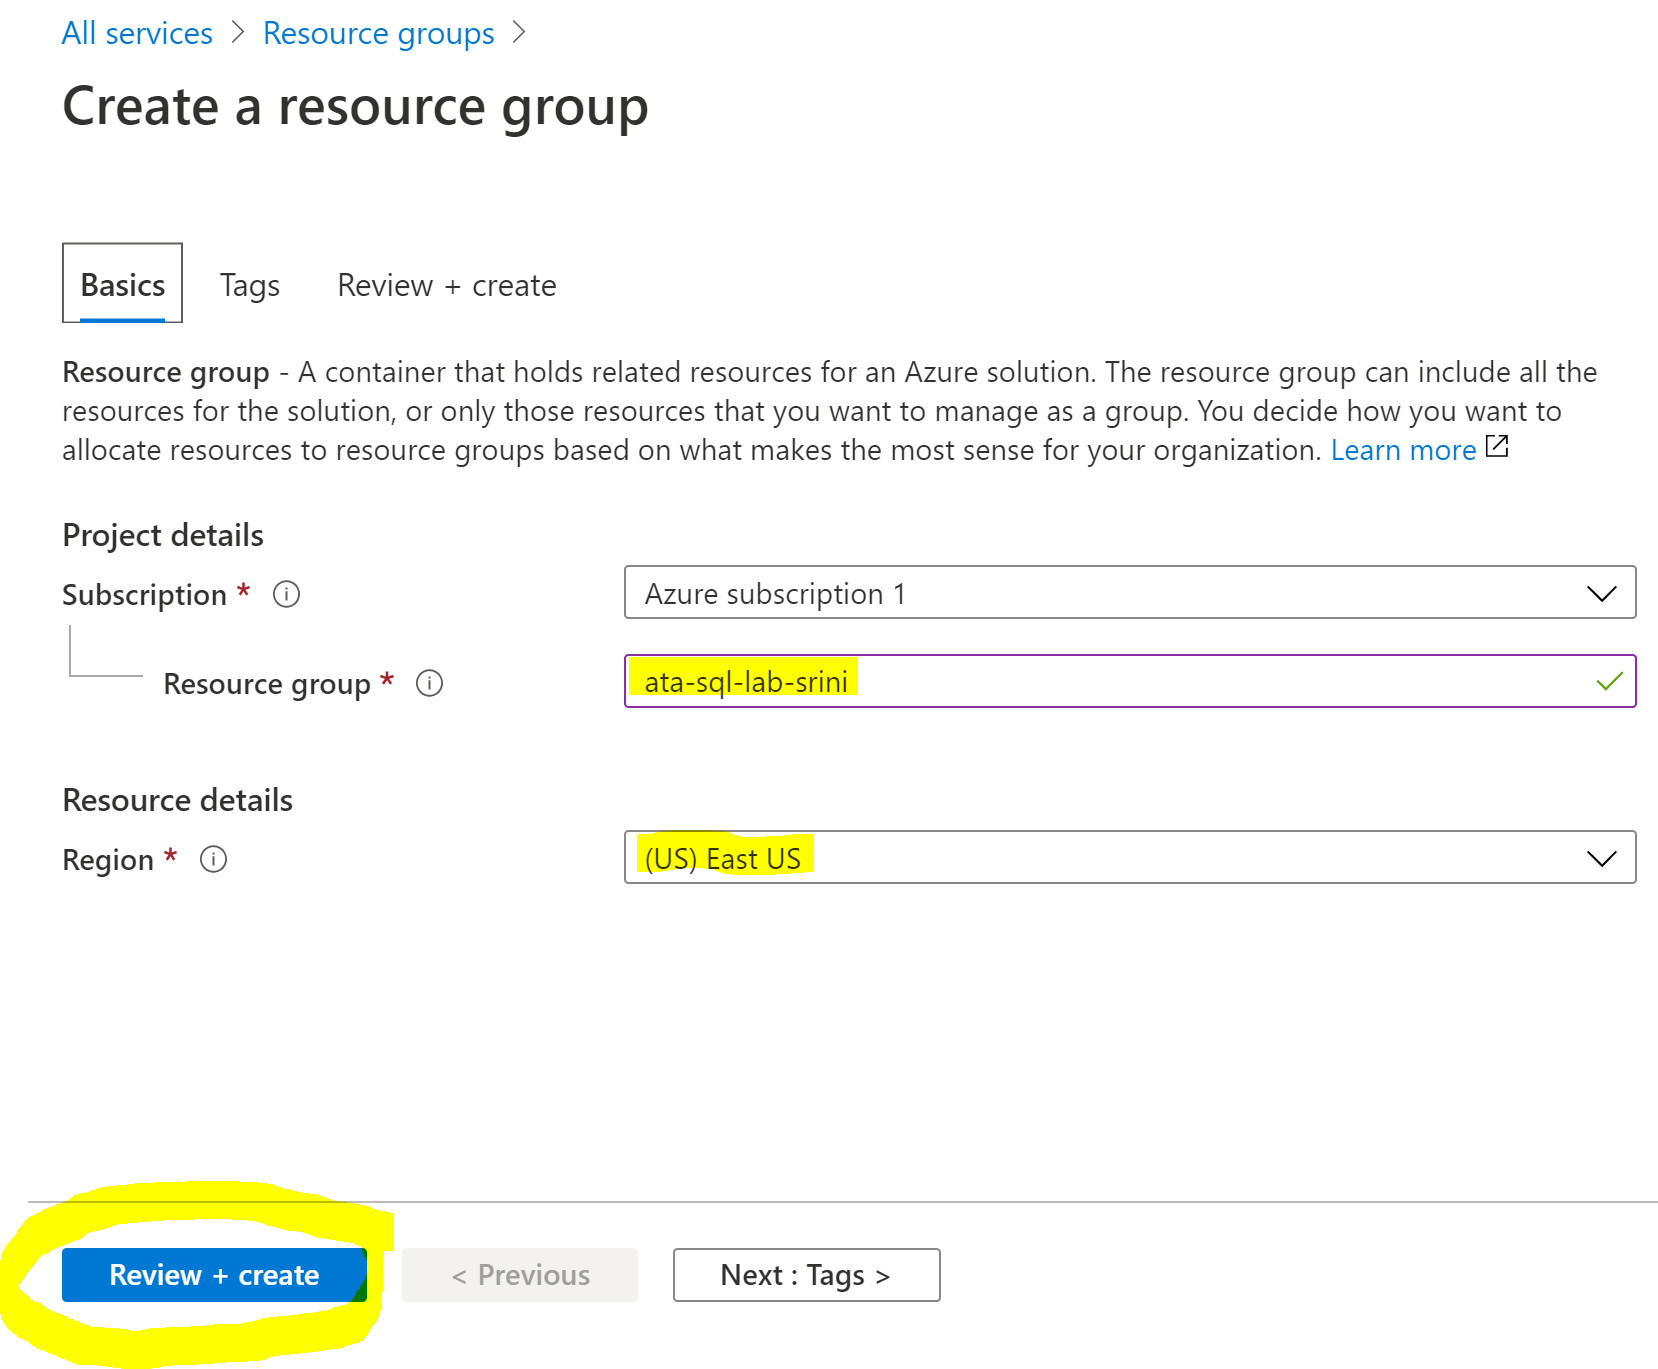 All services > Resource groups >
Create a resource group
Basics Tags Review + create
Resource group - A container that holds related resources for an Azure solution. The resource group can include all the
resources for the solution, or only those resources that you want to manage as a group. You decide how you want to
allocate resources to resource groups based on what makes the most sense for your organization. Learn more
Project details
Subscription * Azure subscription 1
Resource group * ata-sql-lab-srini
Resource details
Region * (US) East US
Review + create < Previous Next : Tags >